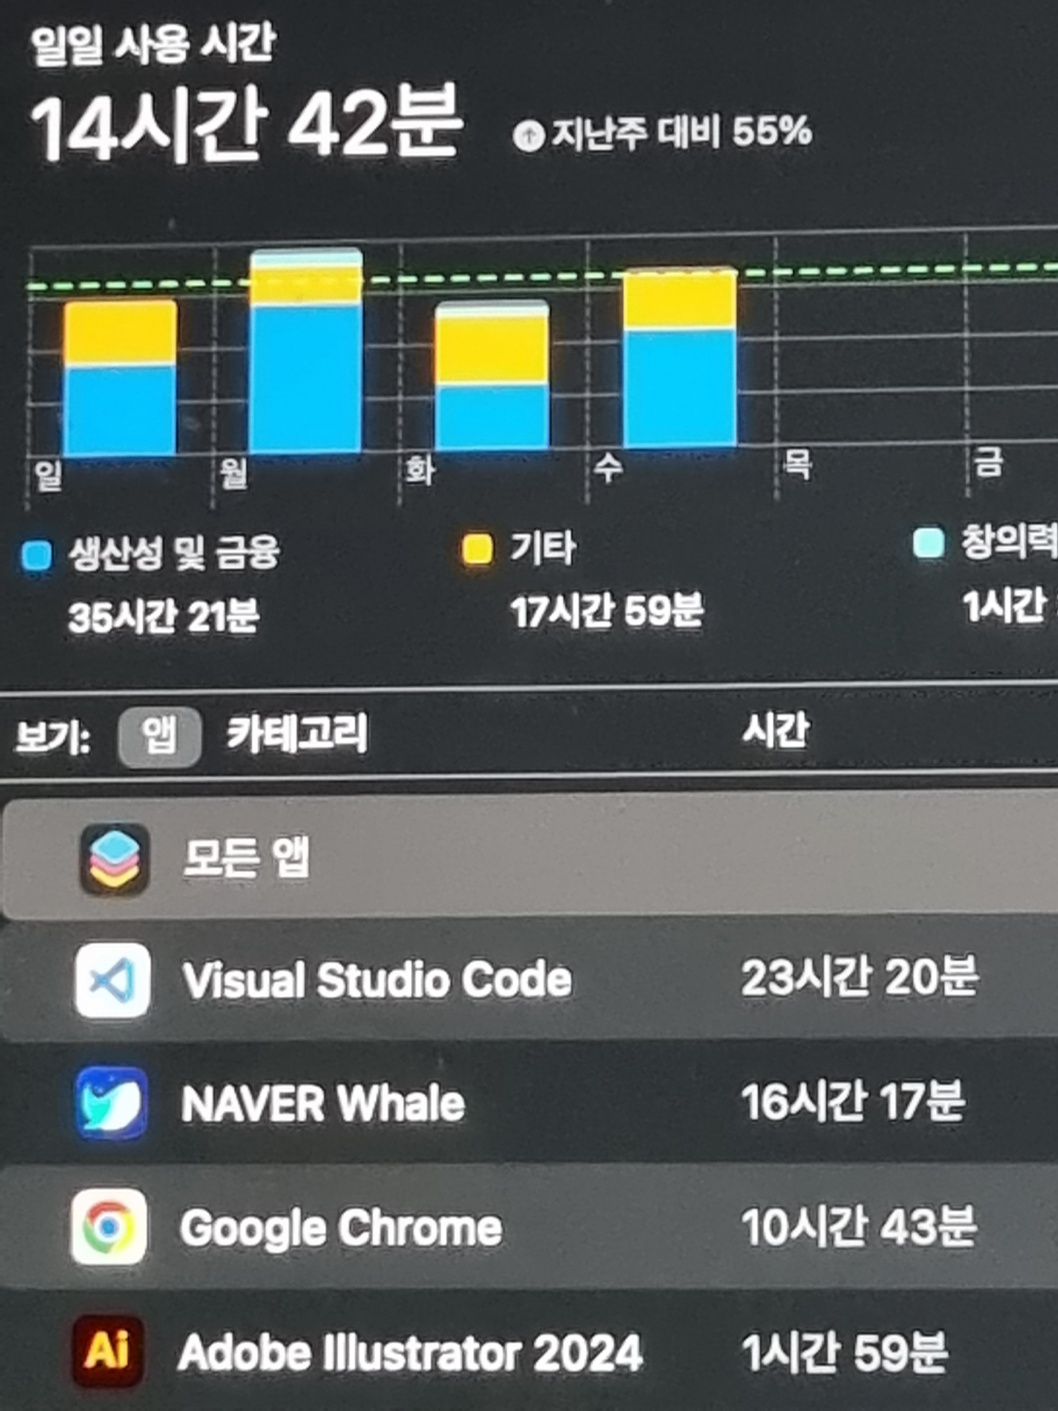 일일 사용 시간
14시간 42분 지난주 대비 55%
일 월 화 수 목 금
생산성 및 금융 기타 창의력
35시간 21분 17시간 59분 1시간
보기: 앱 카테고리 시간
모든 앱
Visual Studio Code 23시간 20분
NAVER Whale 16시간 17분
Google Chrome 10시간 43분
Ai Adobe Illustrator 2024 1시간 59분